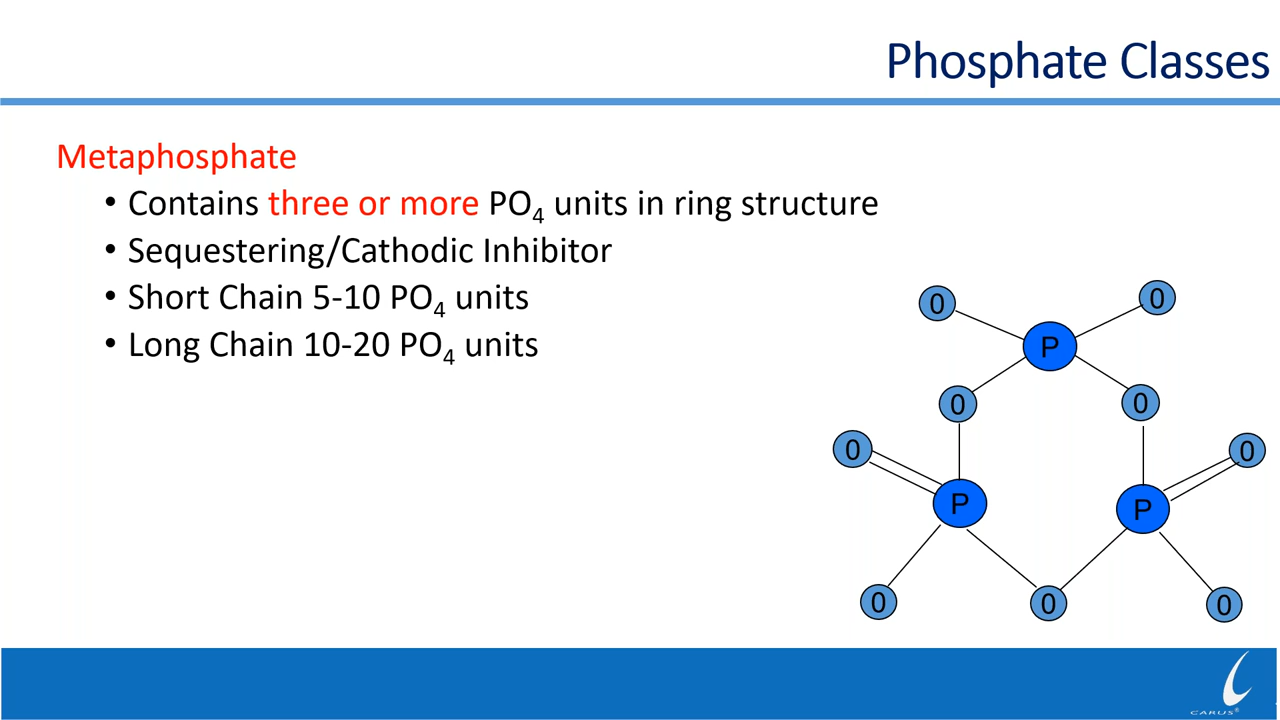 Phosphate Classes
Metaphosphate
• Contains three or more PO4 units in ring structure
• Sequestering/Cathodic Inhibitor
• Short Chain 5-10 PO4 units
• Long Chain 10-20 PO4 units
0 0
P
0 0
0 0
P P
0 0 0
CARUS®